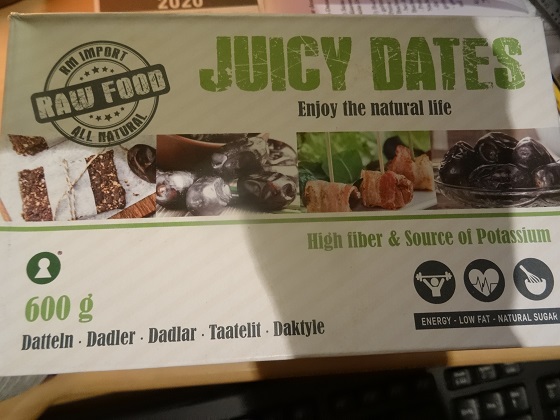 2020
RM IMPORT
RAW FOOD
ALL NATURAL
JUICY DATES
Enjoy the natural life
High fiber & Source of Potassium
600 g
Datteln · Dadler · Dadlar · Taatelit · Daktyle
ENERGY - LOW FAT - NATURAL SUGAR